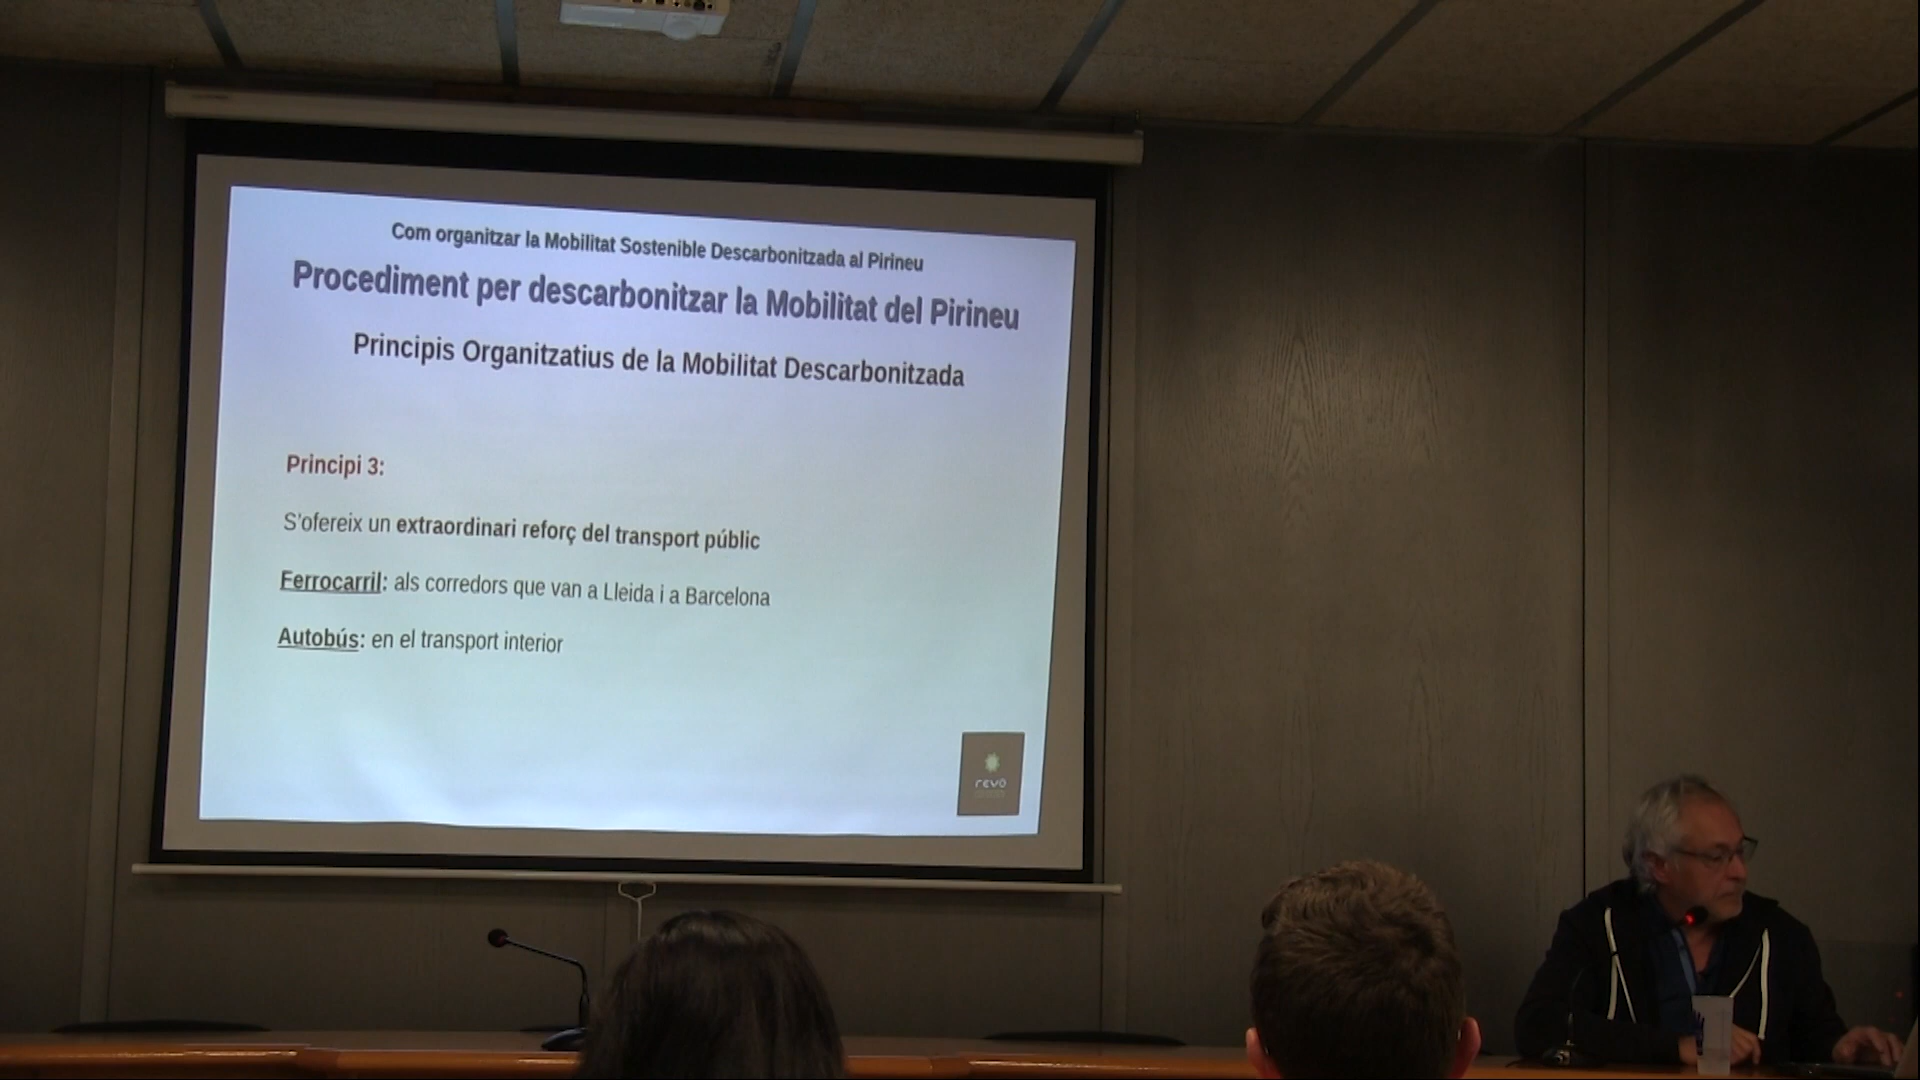 Com organitzar la Mobilitat Sostenible Descarbonitzada al Pirineu
Procediment per descarbonitzar la Mobilitat del Pirineu
Principis Organitzatius de la Mobilitat Descarbonitzada
Principi 3:
S'ofereix un extraordinari reforç del transport públic
Ferrocarril: als corredors que van a Lleida i a Barcelona
Autobús: en el transport interior
revo